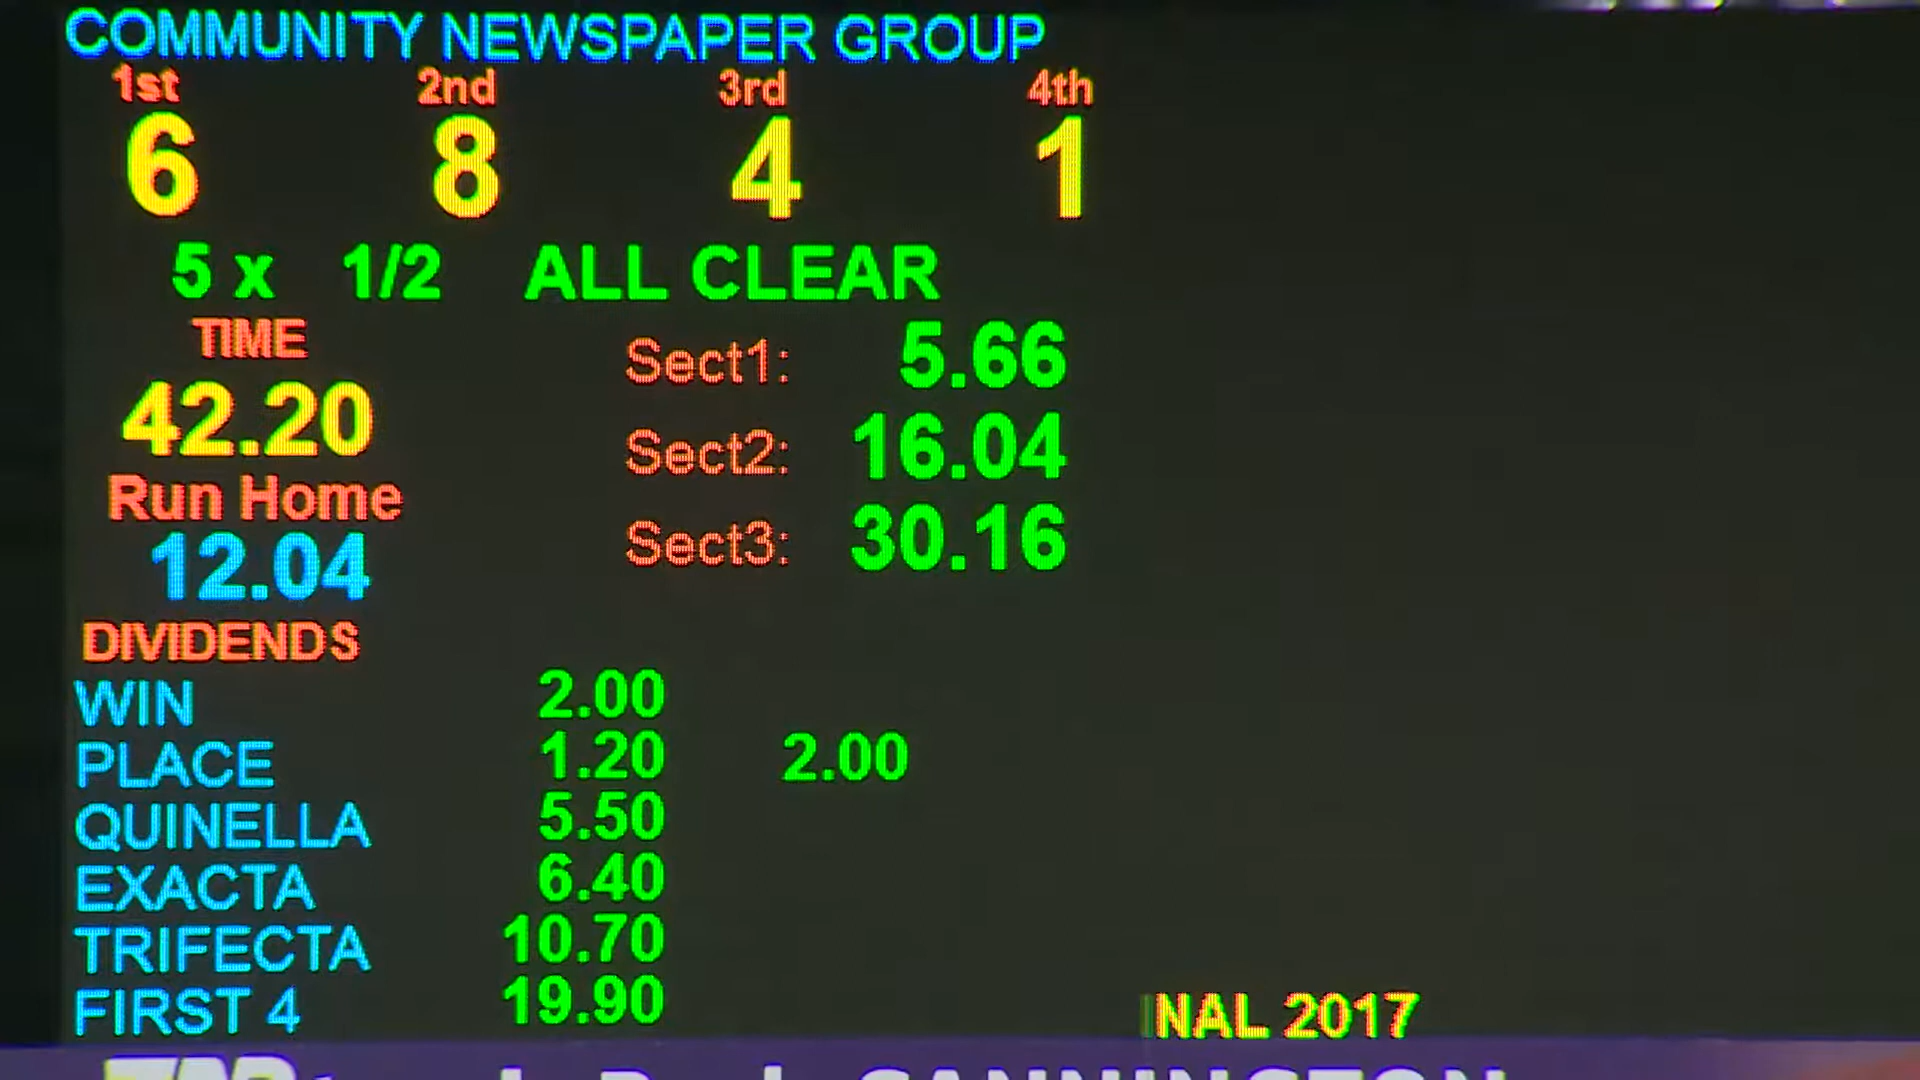 COMMUNITY NEWSPAPER GROUP
1st 2nd 3rd 4th
6 8 4 1
5 x 1/2 ALL CLEAR
TIME
42.20
Sect1: 5.66
Sect2: 16.04
Sect3: 30.16
Run Home
12.04
DIVIDENDS
WIN 2.00
PLACE 1.20 2.00
QUINELLA 5.50
EXACTA 6.40
TRIFECTA 10.70
FIRST 4 19.90
NAL 2017
CANNINGTON